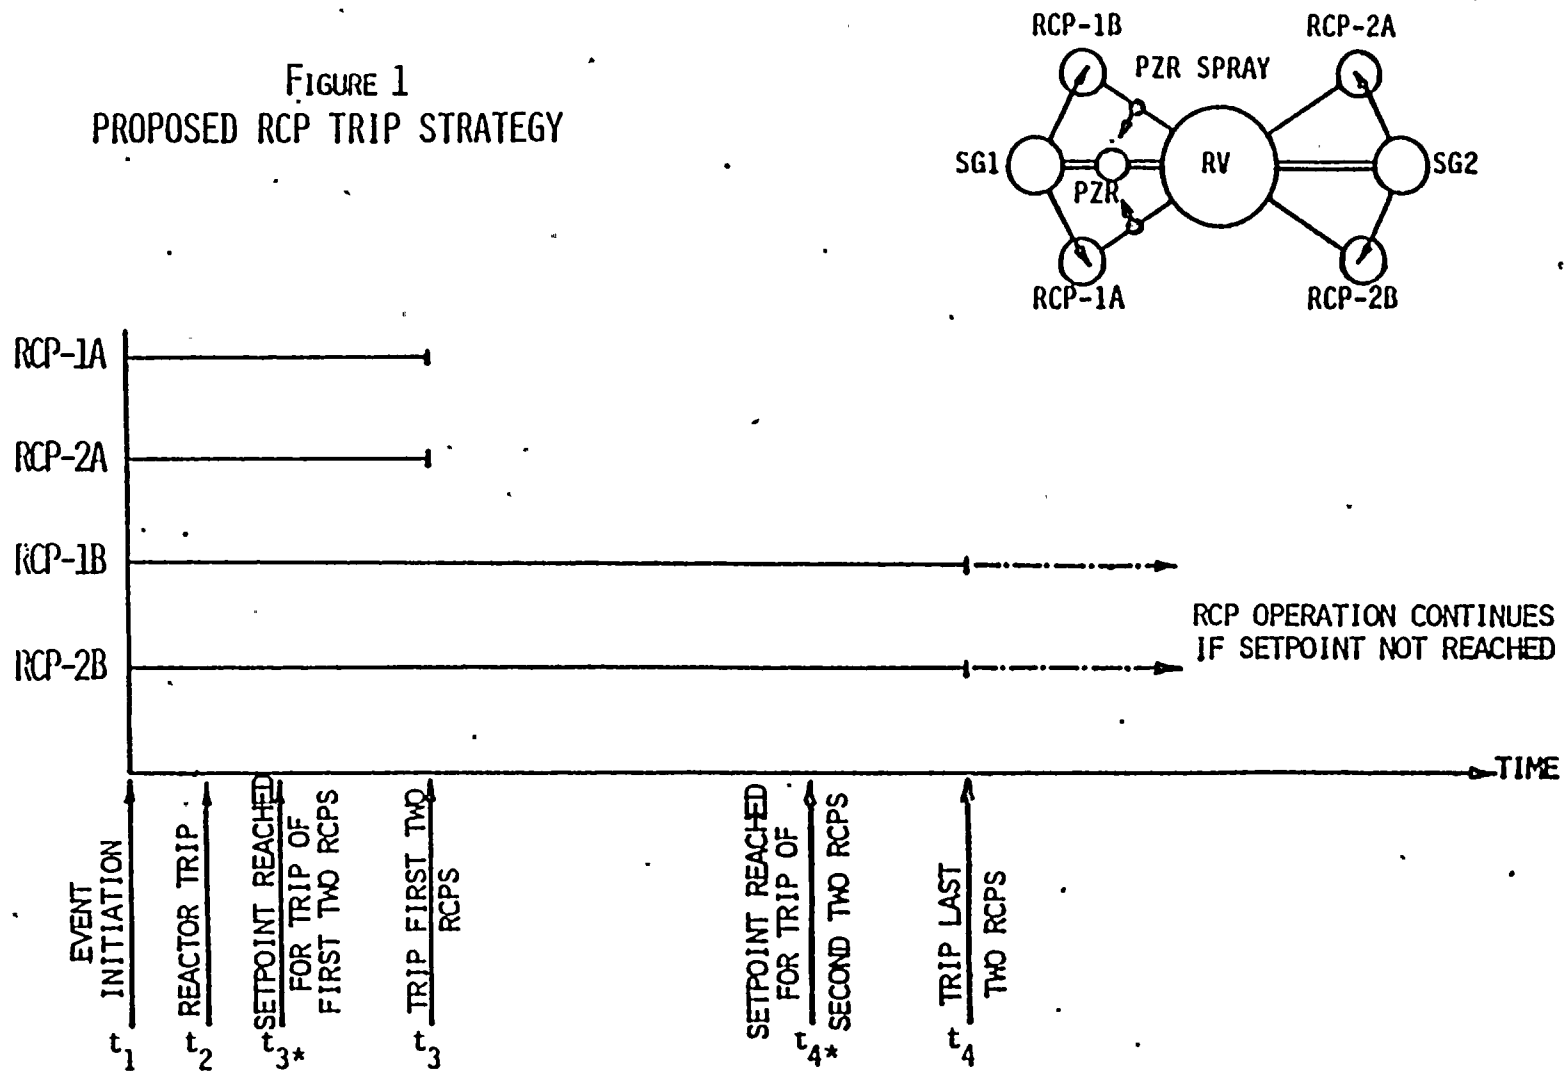 FIGURE 1
PROPOSED RCP TRIP STRATEGY
RCP-1B
RCP-2A
PZR SPRAY
SG1
RV
SG2
PZR
RCP-1A
RCP-2B
RCP-1A
RCP-2A
RCP-1B
RCP-2B
RCP OPERATION CONTINUES
IF SETPOINT NOT REACHED
TIME
EVENT
INITIATION
REACTOR TRIP
SETPOINT REACHED
FOR TRIP OF
FIRST TWO RCPS
TRIP FIRST TWO
RCPS
SETPOINT REACHED
FOR TRIP OF
SECOND TWO RCPS
TRIP LAST
TWO RCPS
t1
t2
t3*
t3
t4*
t4